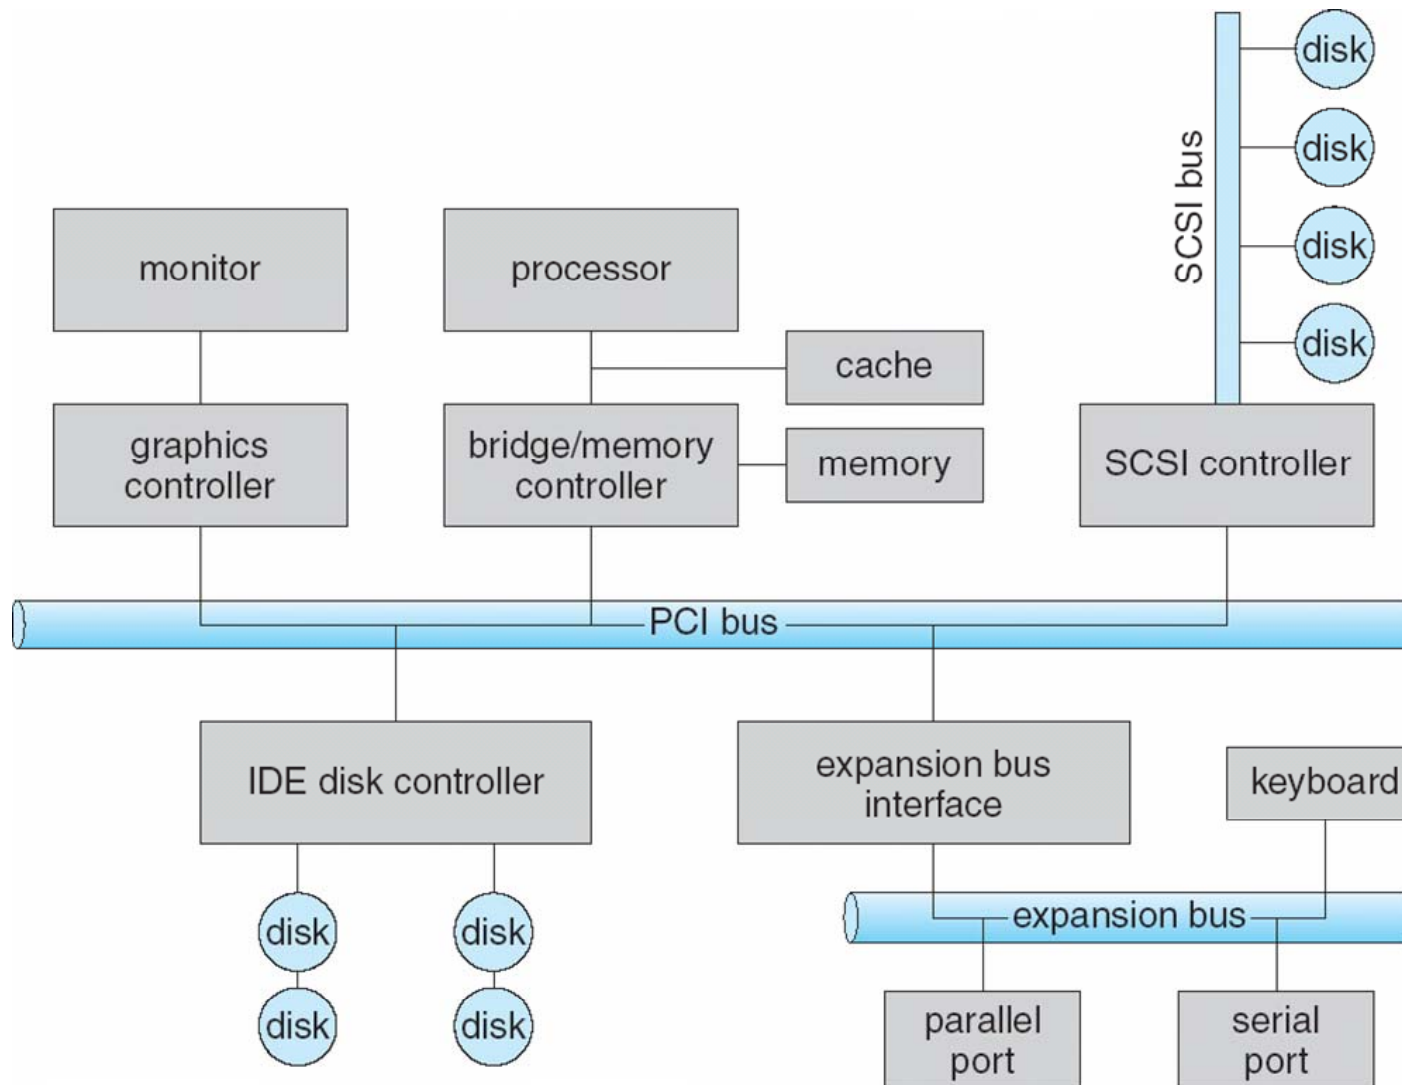 disk
disk
SCSI bus
disk
disk
monitor
processor
cache
graphics
controller
bridge/memory
controller
memory
SCSI controller
PCI bus
IDE disk controller
expansion bus
interface
keyboard
disk
disk
expansion bus
disk
disk
parallel
port
serial
port